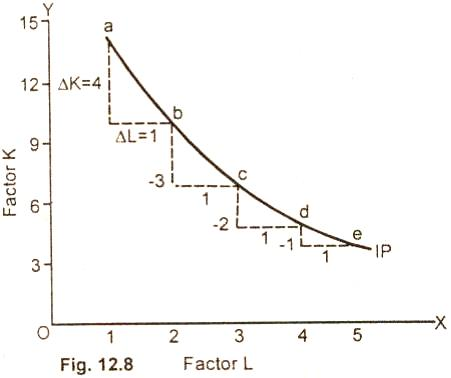 Y
15
a
12
ΔK=4
b
ΔL=1
9
-3
c
1
6
d
-2
1
-1
e
1
IP
3
Factor K
O
1
2
3
4
5
X
Fig. 12.8
Factor L